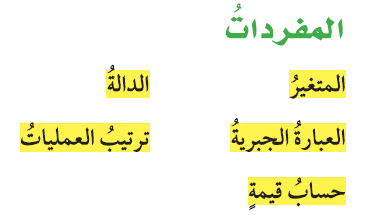 المفرداتُ
المتغيرُ الدالةُ
العبارةُ الجبريةُ ترتيبُ العملياتُ
حسابُ قيمةٍ